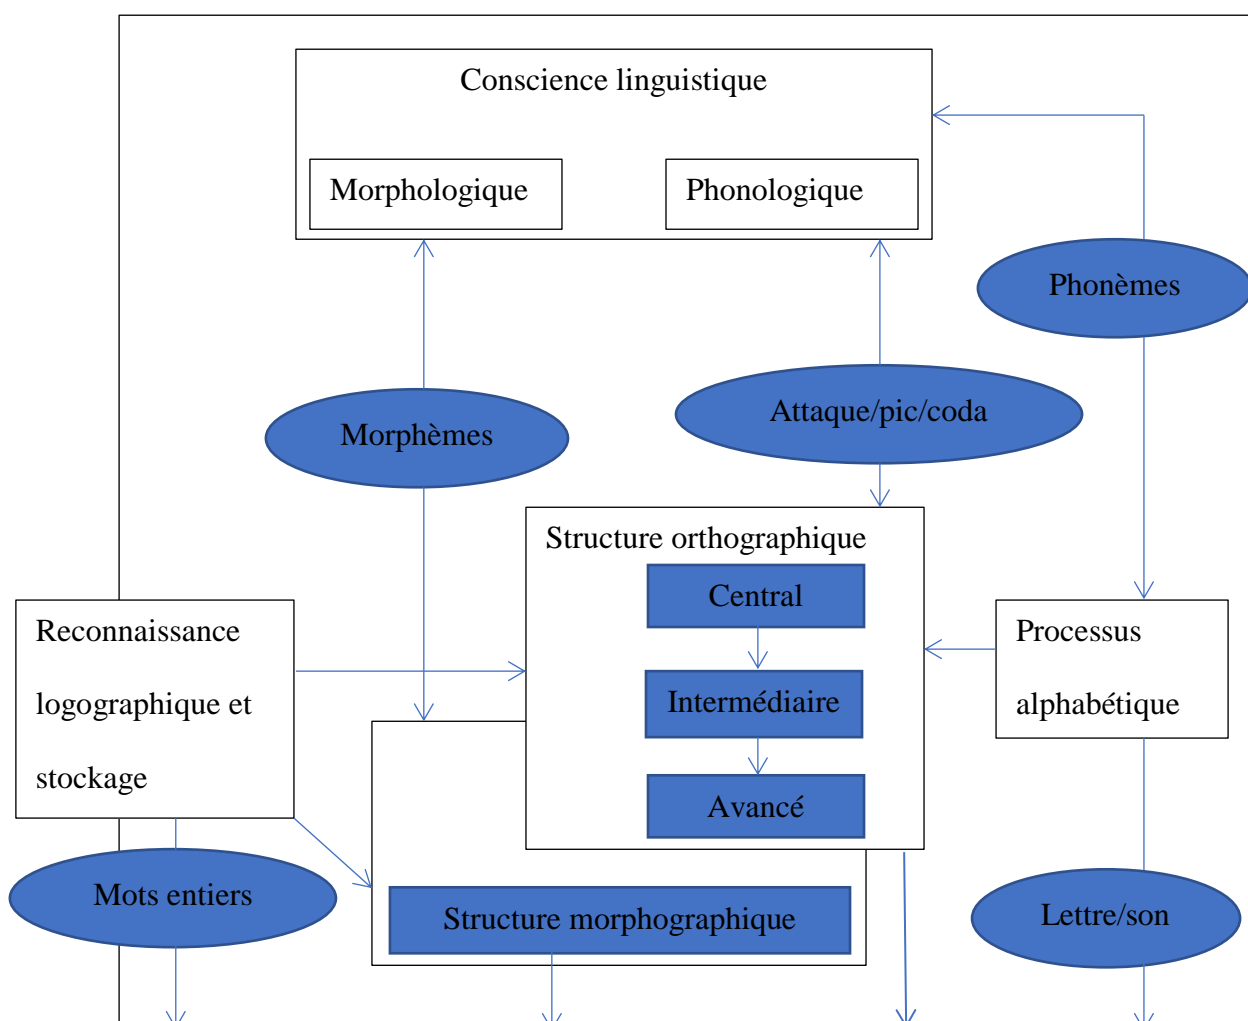 Conscience linguistique
Morphologique
Phonologique
Phonèmes
Attaque/pic/coda
Morphèmes
Structure orthographique
Central
Reconnaissance
logographique et
stockage
Processus
alphabétique
Intermédiaire
Avancé
Mots entiers
Structure morphographique
Lettre/son